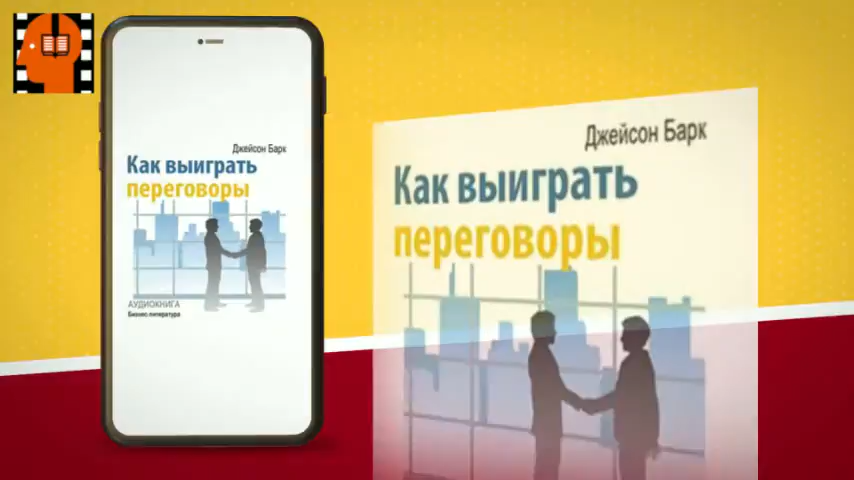 Джейсон Барк
Как выиграть
переговоры
АУДИОКНИГА
Бизнес литература
Джейсон Барк
Как выиграть
переговоры